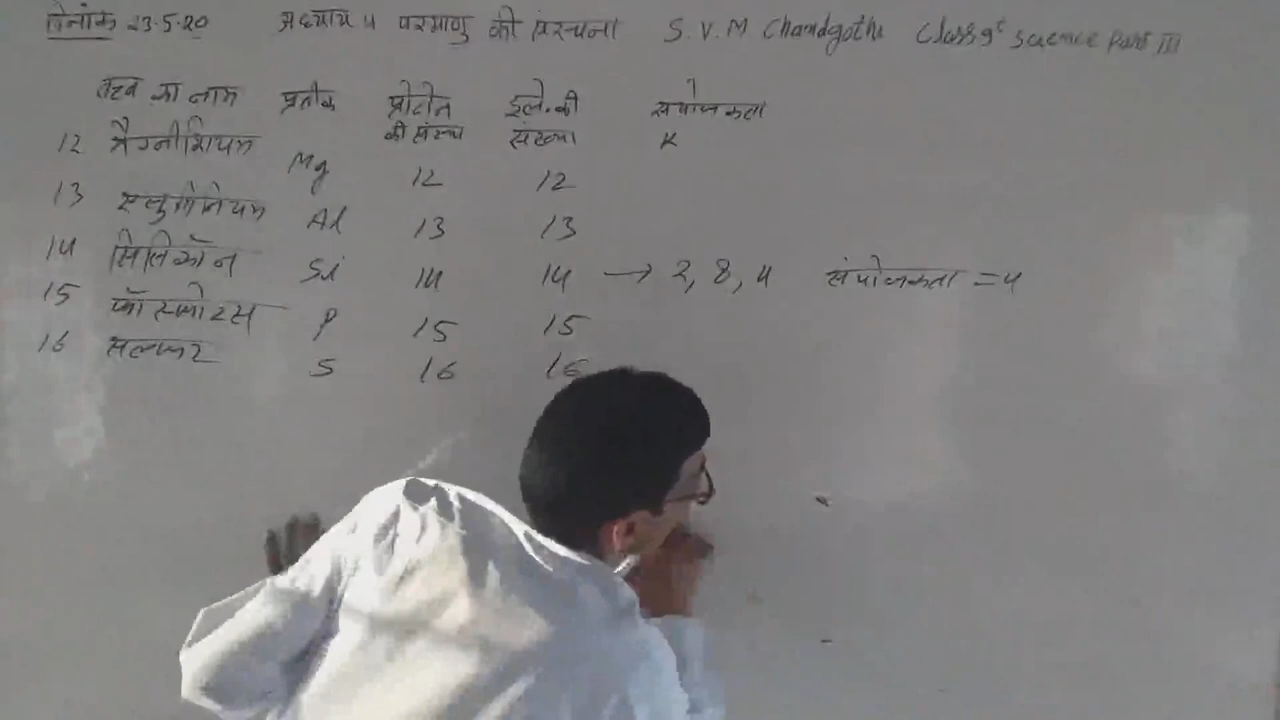 दिनांक 23.5.20 अध्याय 4 परमाणु की संरचना S.V.M Chandgothi Class 9th Science Part III
तत्व का नाम प्रतीक प्रोटोन की संख्या इले. की संख्या संयोजकता
K
12 मैग्नीशियम Mg 12 12
13 एलुमिनियम Al 13 13
14 सिलिकॉन Si 14 14 → 2, 8, 4 संयोजकता = 4
15 फॉस्फोरस P 15 15
16 सल्फर S 16 16